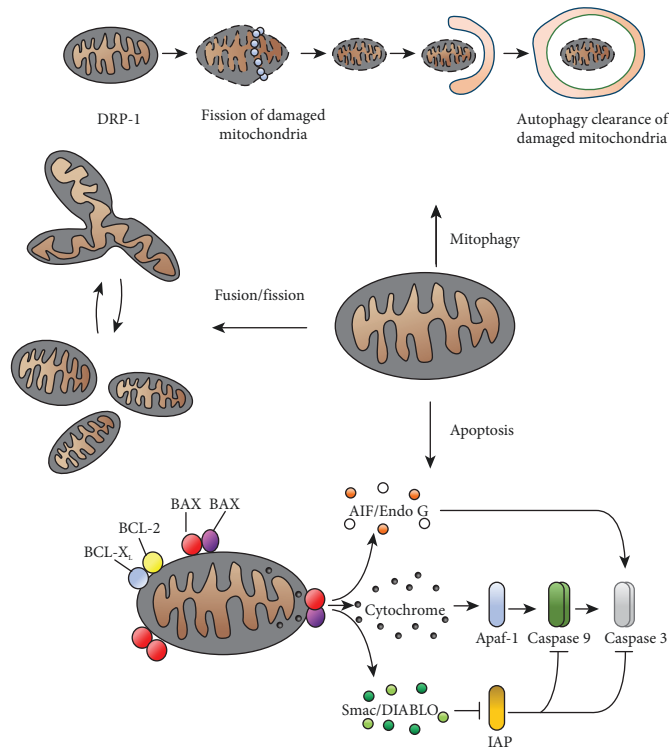 DRP-1
Fission of damaged
mitochondria
Autophagy clearance of
damaged mitochondria
Mitophagy
Fusion/fission
Apoptosis
BAX
BAX
BCL-2
BCL-XL
AIF/Endo G
Cytochrome
Apaf-1
Caspase 9
Caspase 3
Smac/DIABLO
IAP